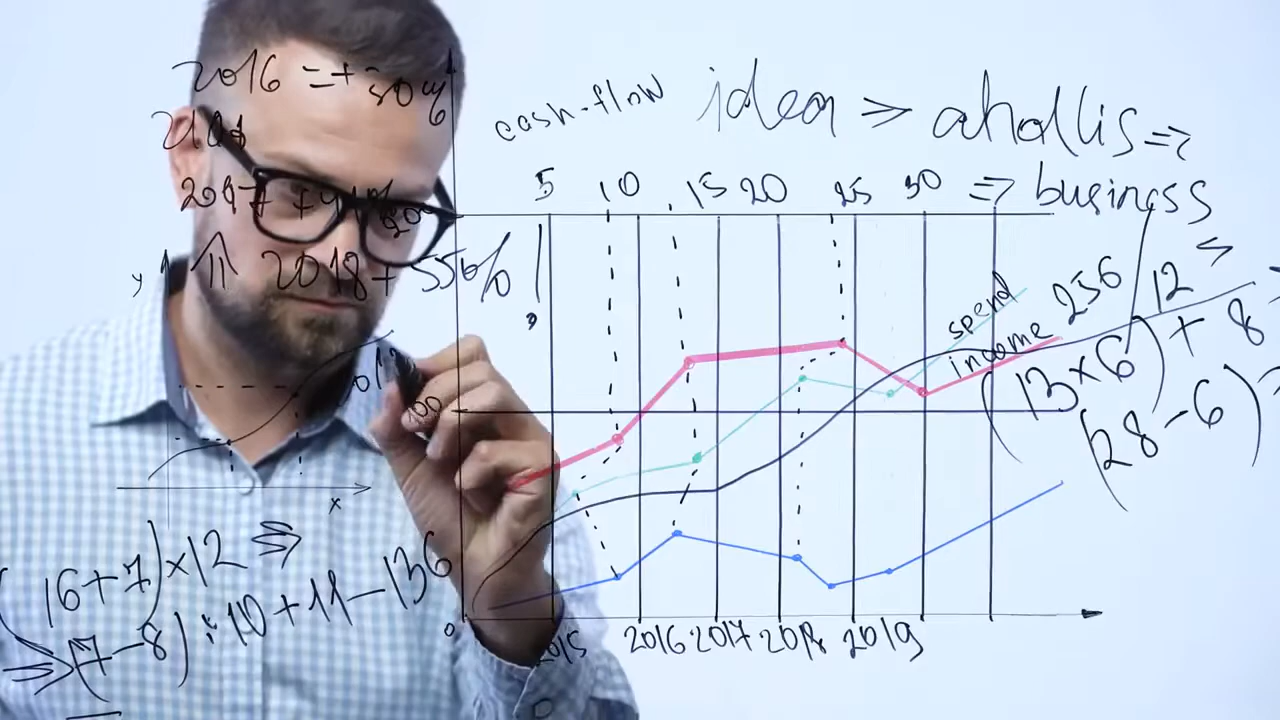 2016 = + 30%
cash-flow idea => ahallis =>
=> business
5 10 15 20 25 30
2017
2018 + 556%!
y
x
spend
income
256
12
(13×6) + 8
(28-6)
100
0
(16+7)×12 =>
=> (7-8):10+11-136
2015 2016 2017 2018 2019